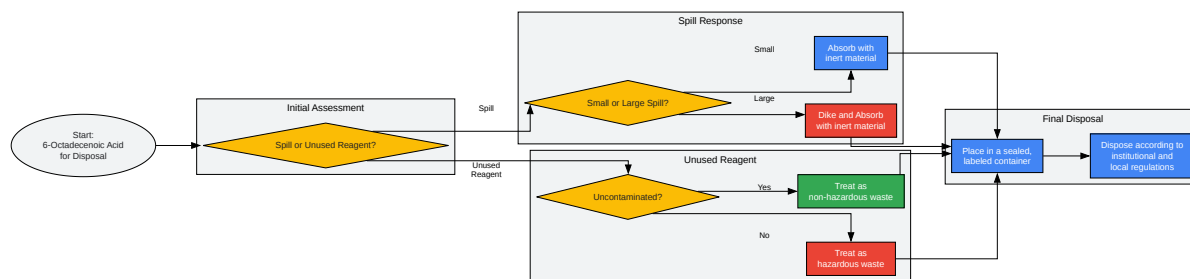 Start:
6-Octadecenoic Acid
for Disposal
Initial Assessment
Spill or Unused Reagent?
Spill
Unused
Reagent
Spill Response
Small or Large Spill?
Small
Large
Absorb with
inert material
Dike and Absorb
with inert material
Unused Reagent
Uncontaminated?
Yes
No
Treat as
non-hazardous waste
Treat as
hazardous waste
Final Disposal
Place in a sealed,
labeled container
Dispose according to
institutional and
local regulations